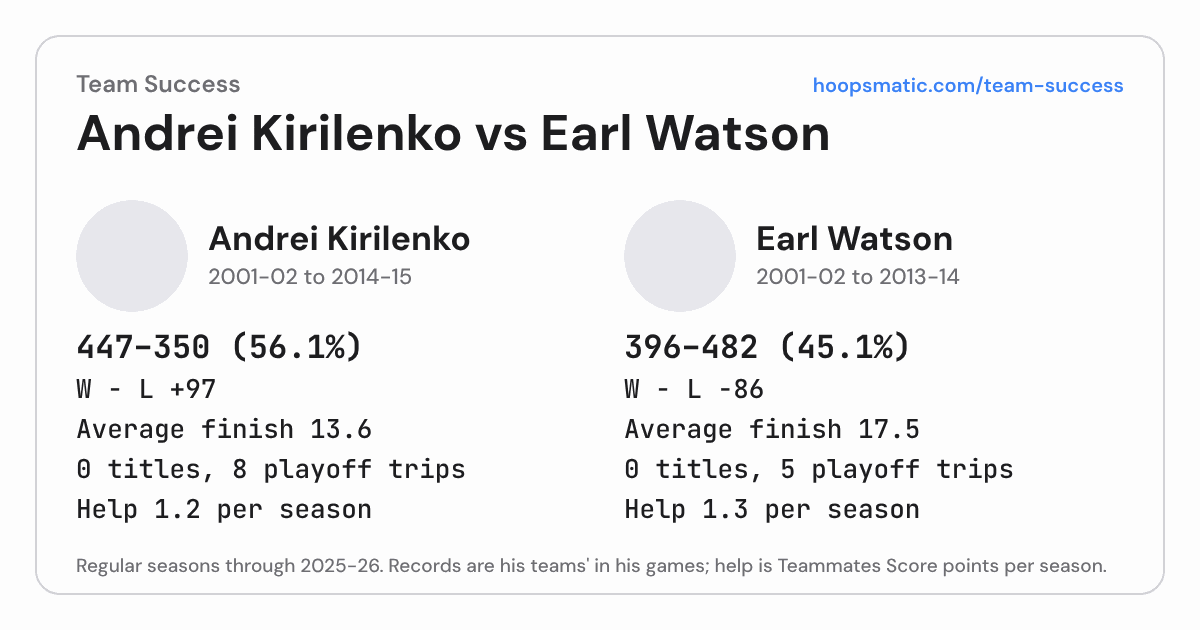 Team Success
hoopsmatic.com/team-success
Andrei Kirilenko vs Earl Watson
Andrei Kirilenko
2001-02 to 2014-15
447-350 (56.1%)
W - L +97
Average finish 13.6
0 titles, 8 playoff trips
Help 1.2 per season
Earl Watson
2001-02 to 2013-14
396-482 (45.1%)
W - L -86
Average finish 17.5
0 titles, 5 playoff trips
Help 1.3 per season
Regular seasons through 2025-26. Records are his teams' in his games; help is Teammates Score points per season.